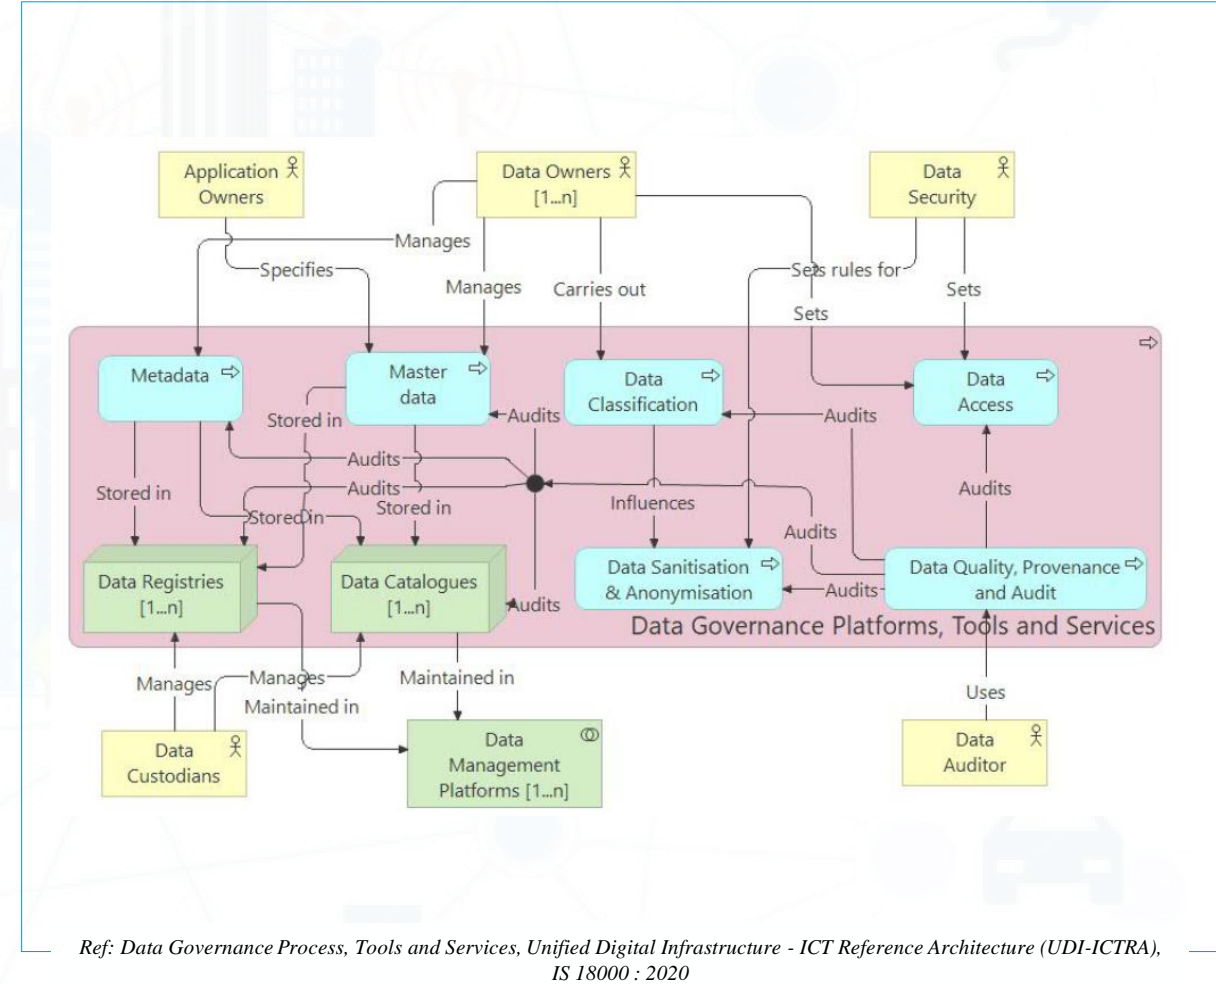 Application
Owners
Data Owners
[1...n]
Data
Security
Manages
Specifies
Manages
Carries out
Sets rules for
Sets
Sets
Metadata
Master
data
Data
Classification
Data
Access
Stored in
Audits
Audits
Audits
Audits
Stored in
Stored in
Stored in
Influences
Audits
Audits
Data Registries
[1...n]
Data Catalogues
[1...n]
Audits
Data Sanitisation
& Anonymisation
Audits
Data Quality, Provenance
and Audit
Data Governance Platforms, Tools and Services
Manages
Manages
Maintained in
Maintained in
Uses
Data
Custodians
Data
Management
Platforms [1...n]
Data
Auditor
Ref: Data Governance Process, Tools and Services, Unified Digital Infrastructure - ICT Reference Architecture (UDI-ICTRA),
IS 18000 : 2020